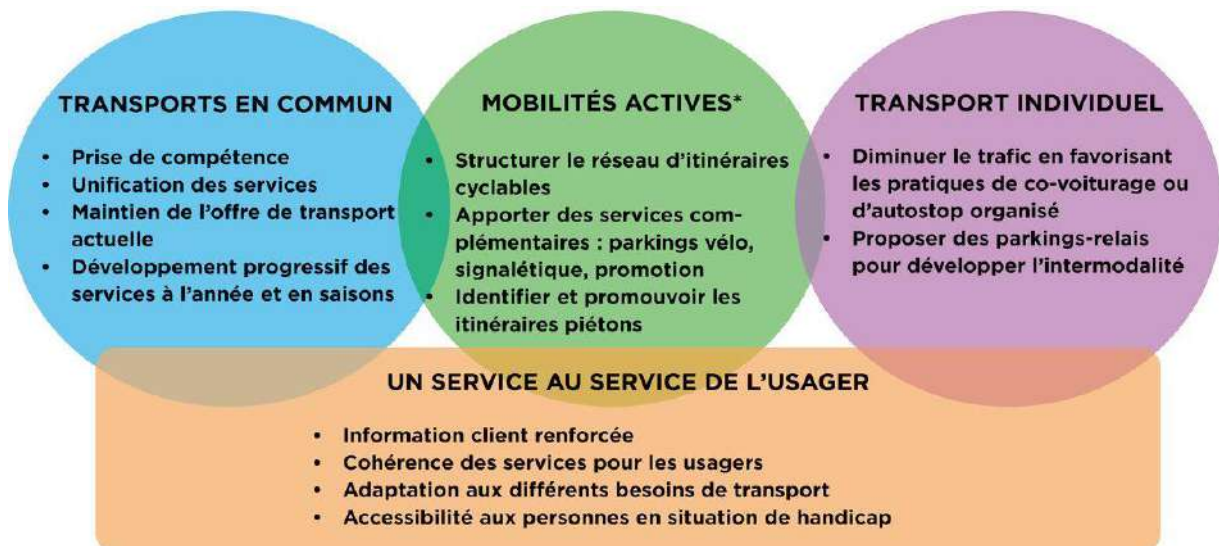 TRANSPORTS EN COMMUN
• Prise de compétence
• Unification des services
• Maintien de l'offre de transport
actuelle
• Développement progressif des
services à l'année et en saisons
MOBILITÉS ACTIVES*
• Structurer le réseau d'itinéraires
cyclables
• Apporter des services com-
plémentaires : parkings vélo,
signalétique, promotion
• Identifier et promouvoir les
itinéraires piétons
TRANSPORT INDIVIDUEL
• Diminuer le trafic en favorisant
les pratiques de co-voiturage ou
d'autostop organisé
• Proposer des parkings-relais
pour développer l'intermodalité
UN SERVICE AU SERVICE DE L'USAGER
• Information client renforcée
• Cohérence des services pour les usagers
• Adaptation aux différents besoins de transport
• Accessibilité aux personnes en situation de handicap